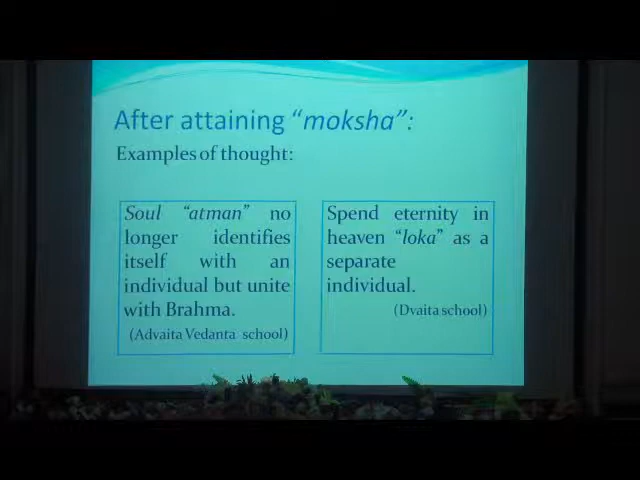 After attaining “moksha”:
Examples of thought:
Soul “atman” no
longer identifies
itself with an
individual but unite
with Brahma.
(Advaita Vedanta school)
Spend eternity in
heaven “loka” as a
separate
individual.
(Dvaita school)